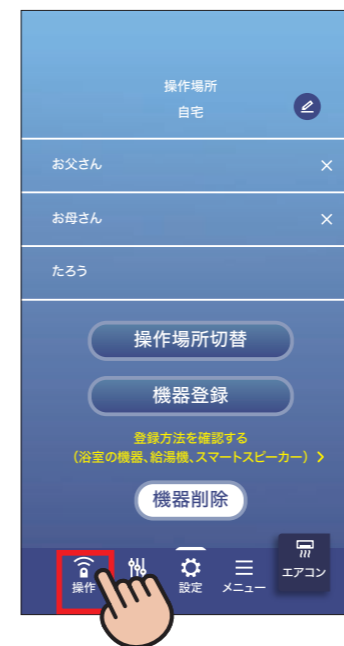 操作場所
自宅
お父さん ×
お母さん ×
たろう
操作場所切替
機器登録
登録方法を確認する
（浴室の機器、給湯機、スマートスピーカー）>
機器削除
操作
設定
メニュー
エアコン